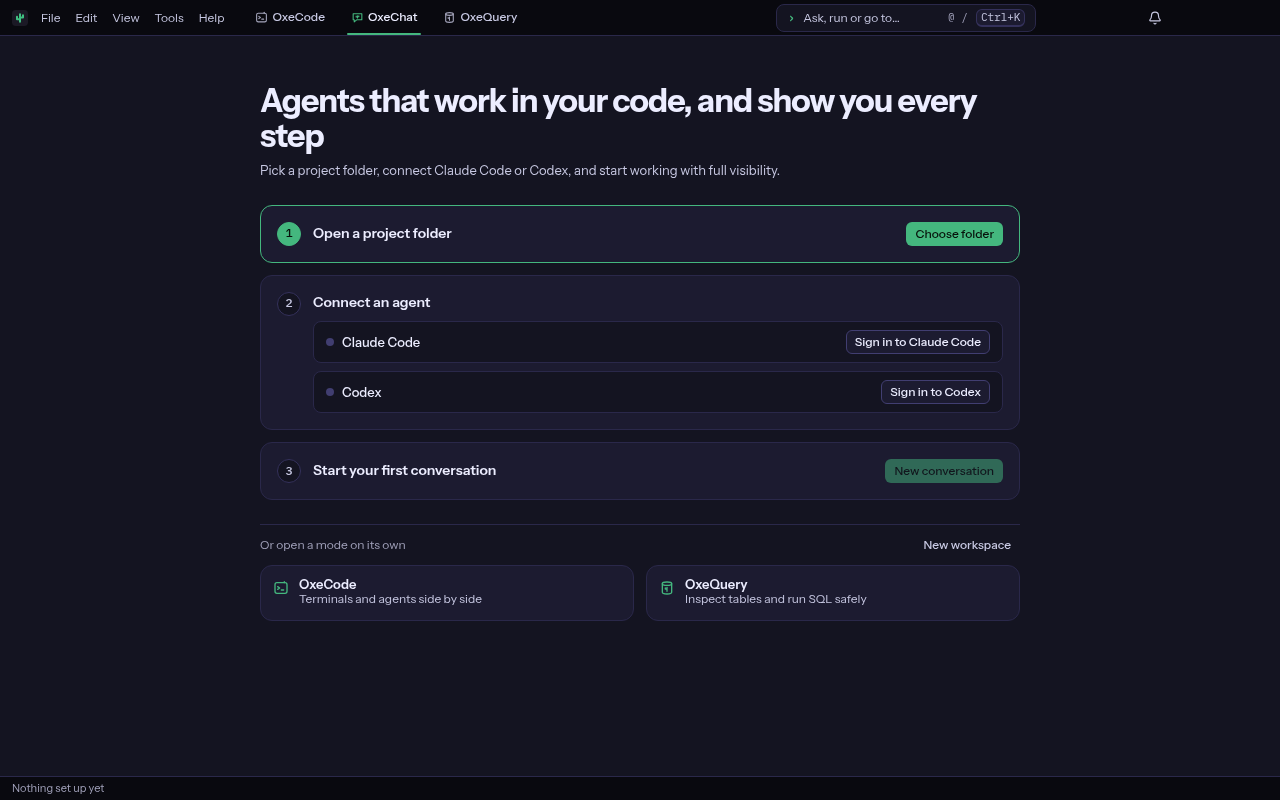 File Edit View Tools Help OxeCode OxeChat OxeQuery Ask, run or go to... @ / Ctrl+K
Agents that work in your code, and show you every
step
Pick a project folder, connect Claude Code or Codex, and start working with full visibility.
1 Open a project folder Choose folder
2 Connect an agent
Claude Code Sign in to Claude Code
Codex Sign in to Codex
3 Start your first conversation New conversation
Or open a mode on its own New workspace
OxeCode
Terminals and agents side by side
OxeQuery
Inspect tables and run SQL safely
Nothing set up yet